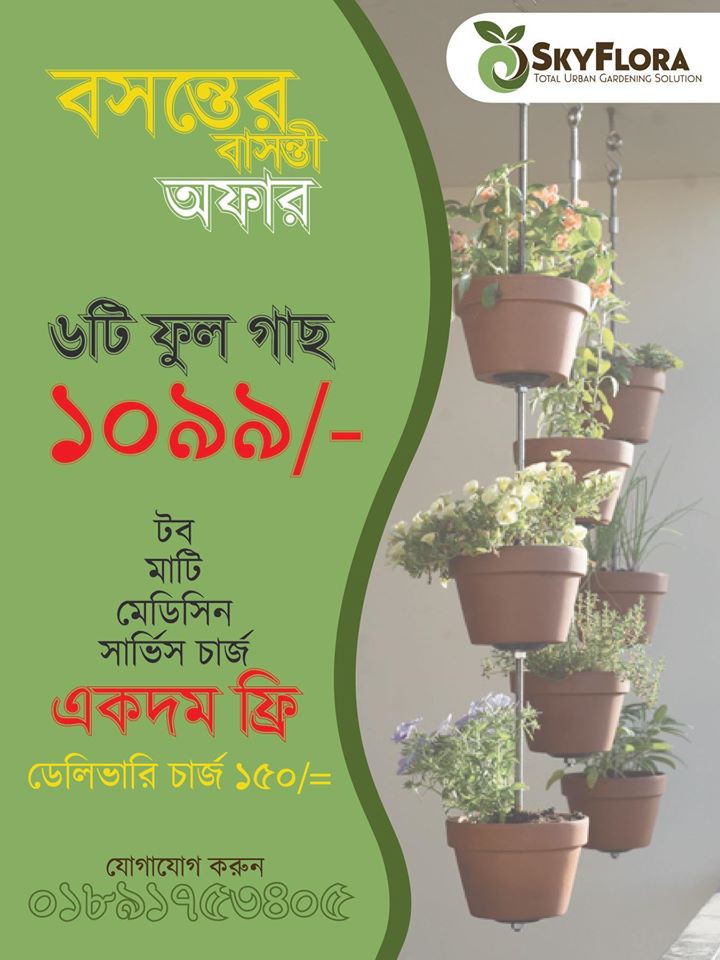 SKYFLORA
TOTAL URBAN GARDENING SOLUTION
বসন্তের
বাসন্তী
অফার
৬টি ফুল গাছ
১০৯৯/-
টব
মাটি
মেডিসিন
সার্ভিস চার্জ
একদম ফ্রি
ডেলিভারি চার্জ ১৫০/=
যোগাযোগ করুন
০১৮৯১৭৫৩৪০৫